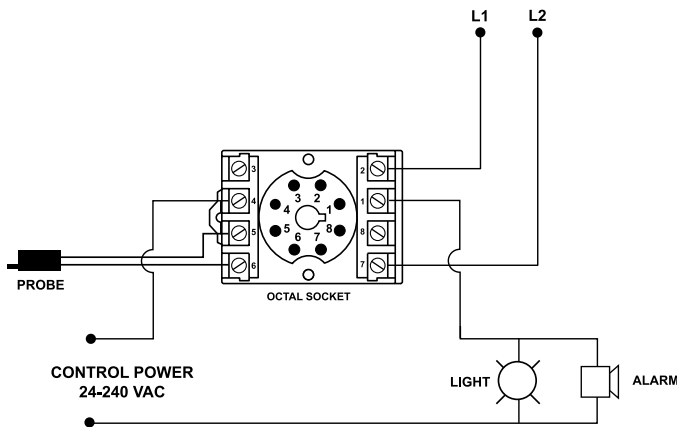 L1 L2
3 2
4 3 2 1
4 1
5 8
5 6 7 8
6 7
PROBE
OCTAL SOCKET
CONTROL POWER
24-240 VAC
LIGHT
ALARM